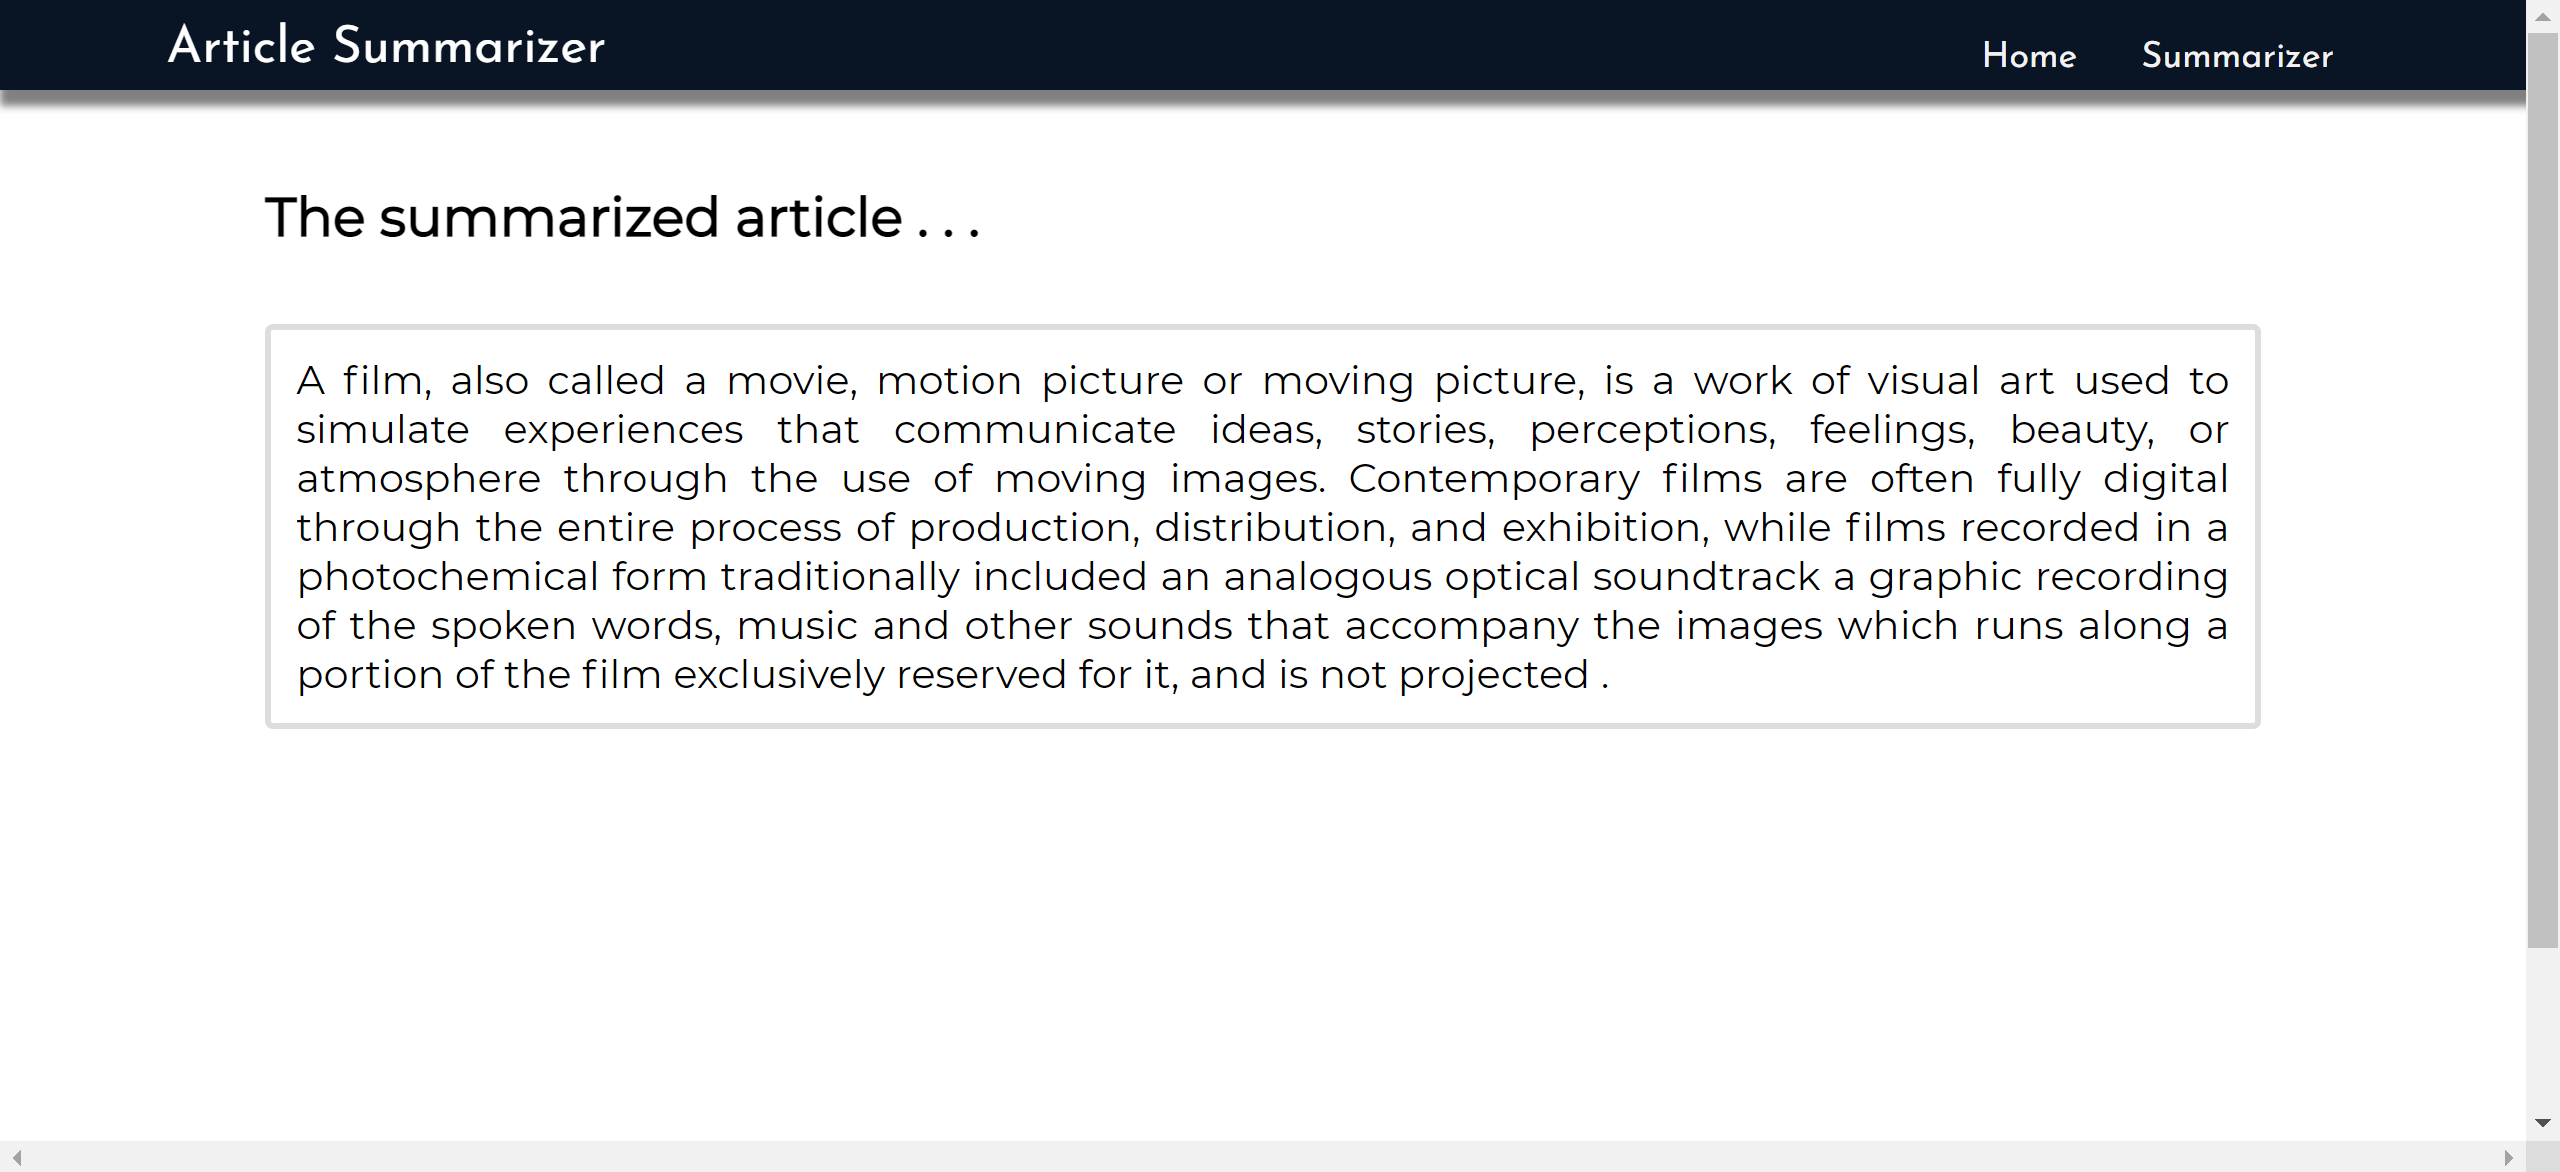 Article Summarizer
Home
Summarizer
The summarized article . . .
A film, also called a movie, motion picture or moving picture, is a work of visual art used to
simulate experiences that communicate ideas, stories, perceptions, feelings, beauty, or
atmosphere through the use of moving images. Contemporary films are often fully digital
through the entire process of production, distribution, and exhibition, while films recorded in a
photochemical form traditionally included an analogous optical soundtrack a graphic recording
of the spoken words, music and other sounds that accompany the images which runs along a
portion of the film exclusively reserved for it, and is not projected .